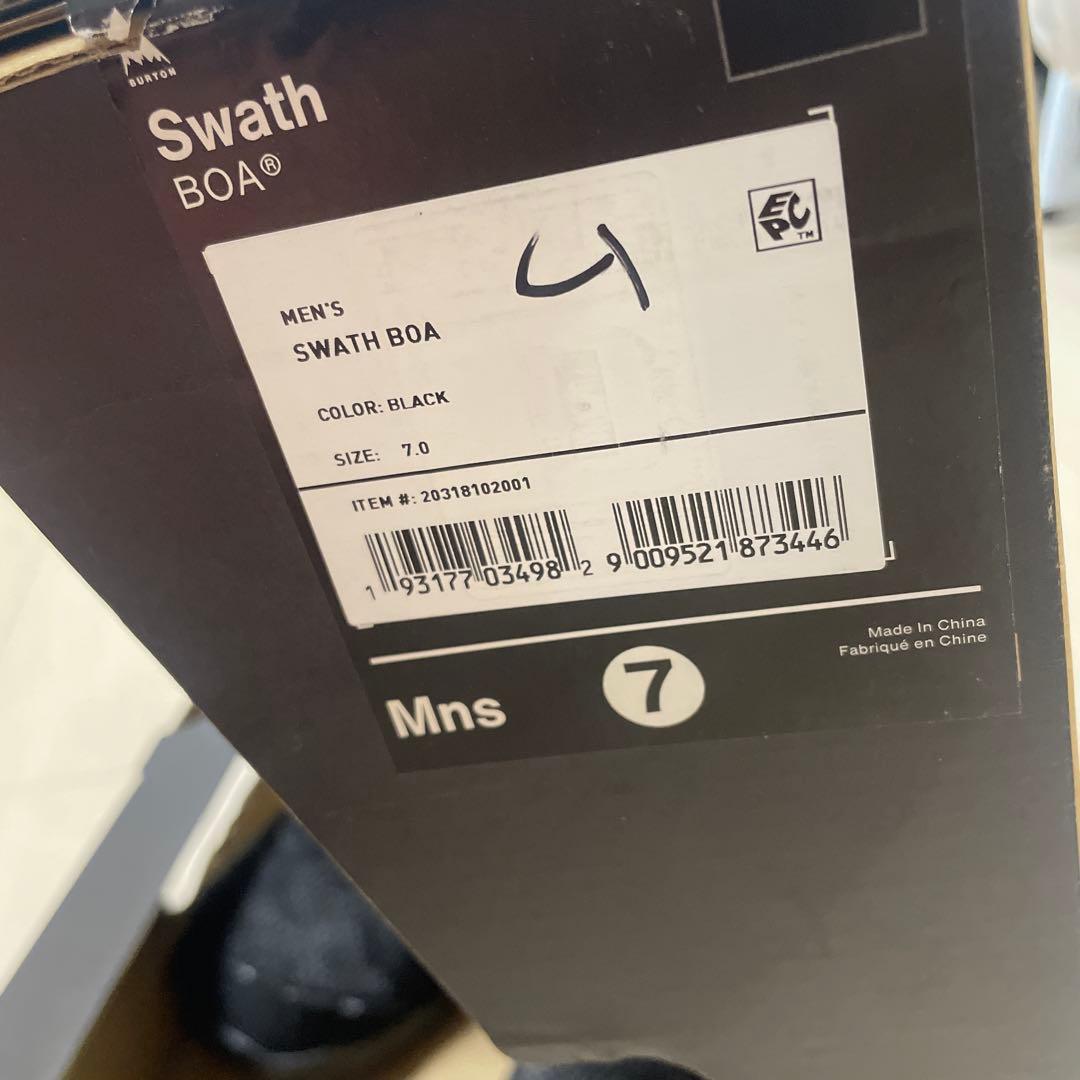 BURTON
Swath
BOA®
4
EPC™
MEN'S
SWATH BOA
COLOR: BLACK
SIZE: 7.0
ITEM #: 20318102001
1 93177 03498 2
9 009521 873446
Made In China
Fabriqué en Chine
Mns 7